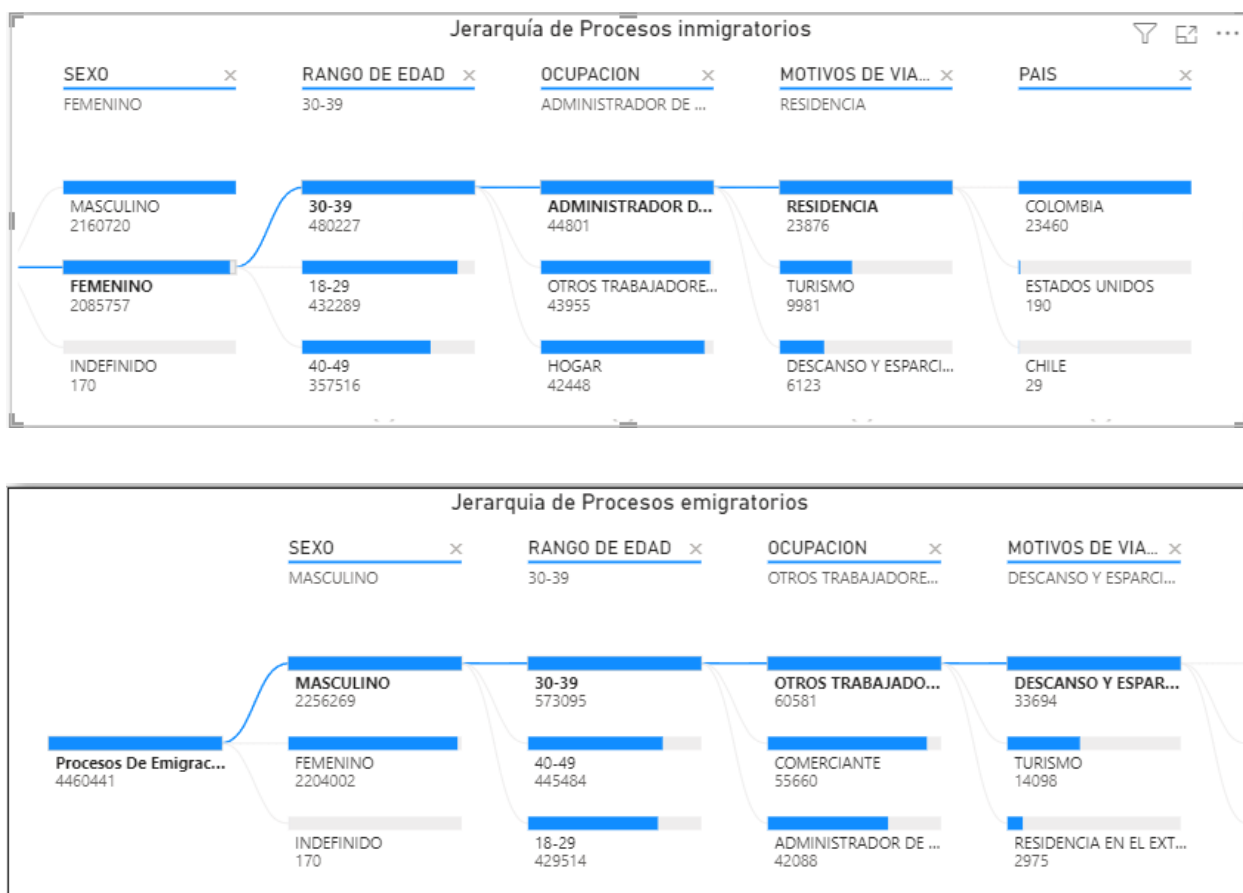 Jerarquía de Procesos inmigratorios
SEXO RANGO DE EDAD OCUPACION MOTIVOS DE VIA... PAIS
FEMENINO 30-39 ADMINISTRADOR DE ... RESIDENCIA
MASCULINO 30-39 ADMINISTRADOR D... RESIDENCIA COLOMBIA
2160720 480227 44801 23876 23460
FEMENINO 18-29 OTROS TRABAJADORE... TURISMO ESTADOS UNIDOS
2085757 432289 43955 9981 190
INDEFINIDO 40-49 HOGAR DESCANSO Y ESPARCI... CHILE
170 357516 42448 6123 29
Jerarquia de Procesos emigratorios
SEXO RANGO DE EDAD OCUPACION MOTIVOS DE VIA...
MASCULINO 30-39 OTROS TRABAJADORE... DESCANSO Y ESPARCI...
MASCULINO 30-39 OTROS TRABAJADO... DESCANSO Y ESPAR...
2256269 573095 60581 33694
Procesos De Emigrac... FEMENINO 40-49 COMERCIANTE TURISMO
4460441 2204002 445484 55660 14098
INDEFINIDO 18-29 ADMINISTRADOR DE ... RESIDENCIA EN EL EXT...
170 429514 42088 2975